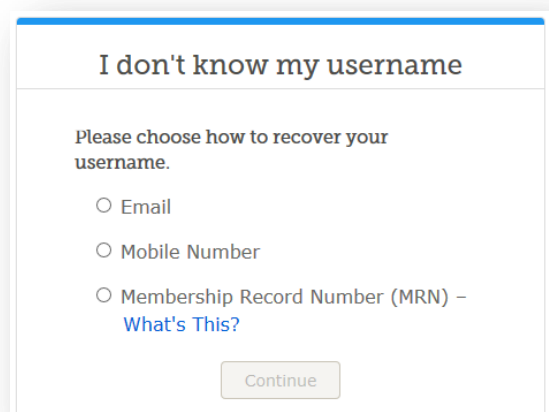 I don't know my username
Please choose how to recover your
username.
Email
Mobile Number
Membership Record Number (MRN) –
What's This?
Continue